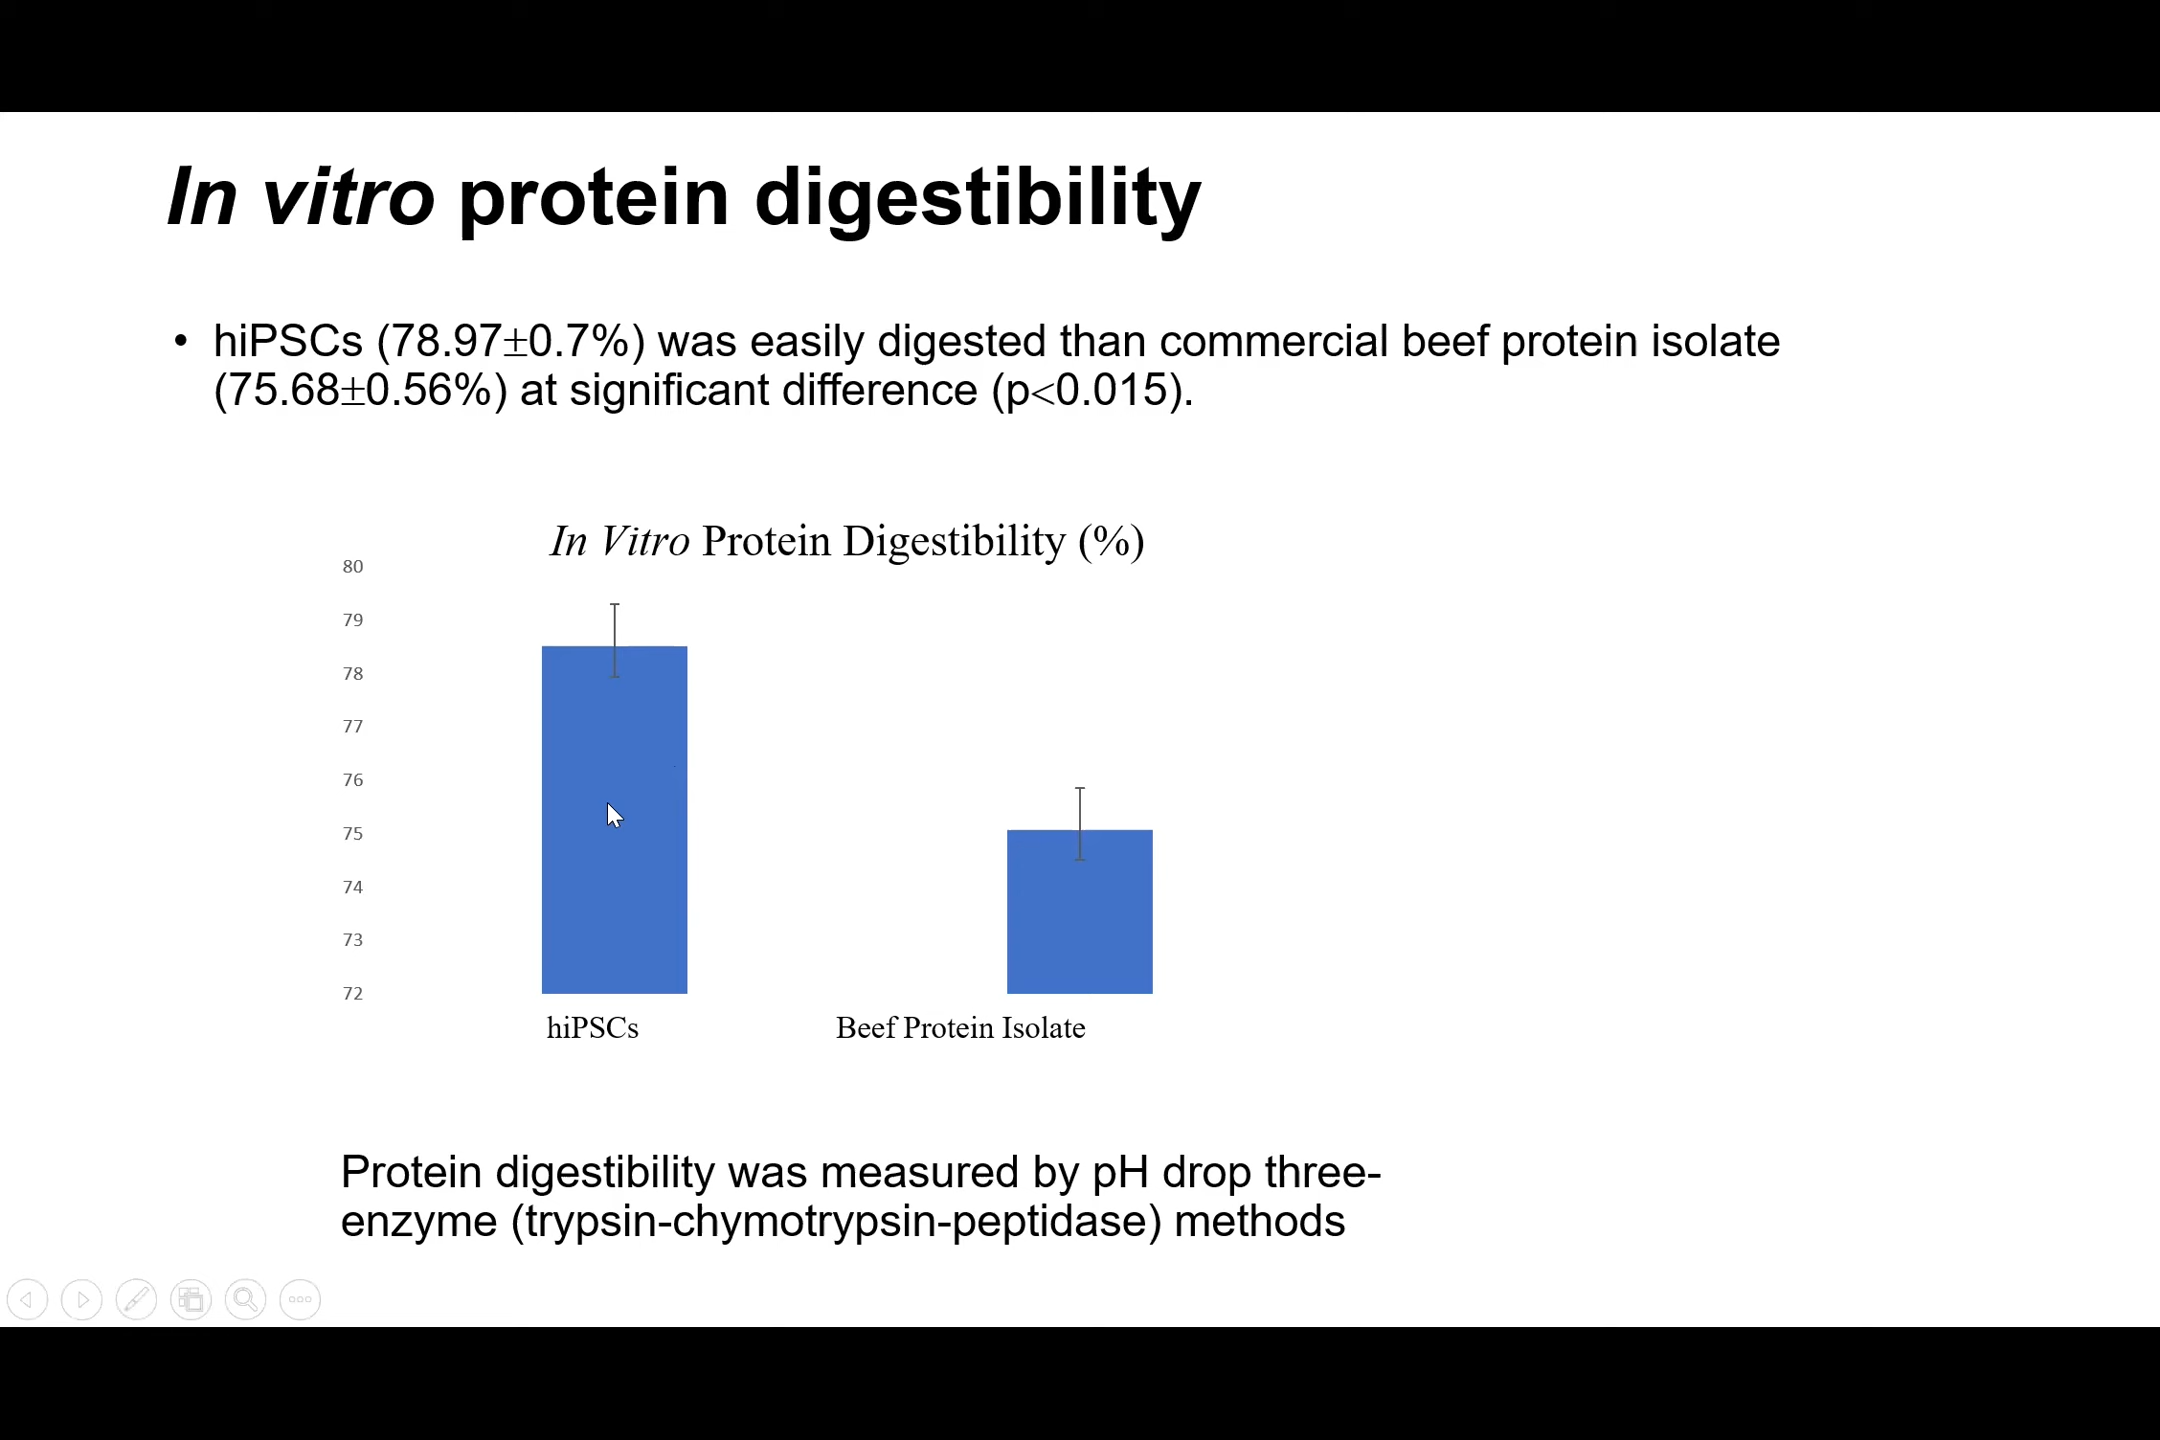 In vitro protein digestibility
• hiPSCs (78.97±0.7%) was easily digested than commercial beef protein isolate
(75.68±0.56%) at significant difference (p<0.015).
In Vitro Protein Digestibility (%)
80
79
78
77
76
75
74
73
72
hiPSCs Beef Protein Isolate
Protein digestibility was measured by pH drop three-
enzyme (trypsin-chymotrypsin-peptidase) methods